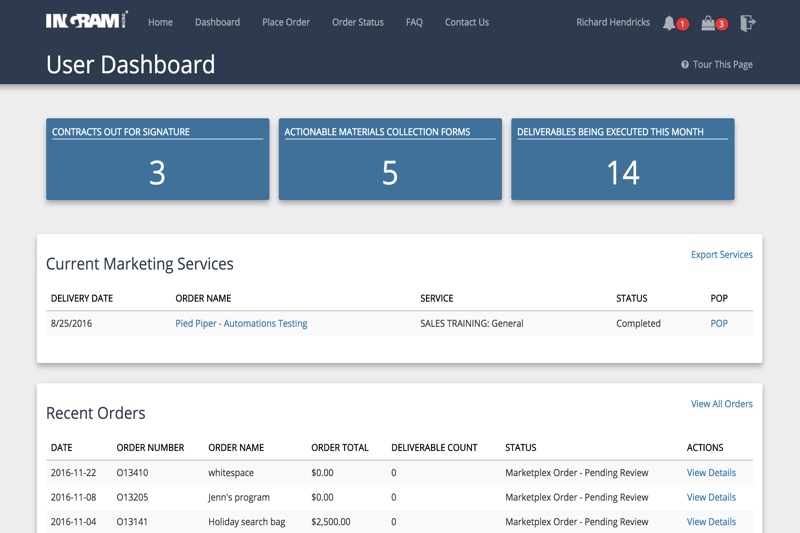 INGRAM MICRO Home Dashboard Place Order Order Status FAQ Contact Us Richard Hendricks 1 3
User Dashboard Tour This Page
CONTRACTS OUT FOR SIGNATURE ACTIONABLE MATERIALS COLLECTION FORMS DELIVERABLES BEING EXECUTED THIS MONTH
3 5 14
Export Services
Current Marketing Services
DELIVERY DATE ORDER NAME SERVICE STATUS POP
8/25/2016 Pied Piper - Automations Testing SALES TRAINING: General Completed POP
View All Orders
Recent Orders
DATE ORDER NUMBER ORDER NAME ORDER TOTAL DELIVERABLE COUNT STATUS ACTIONS
2016-11-22 O13410 whitespace $0.00 0 Marketplex Order - Pending Review View Details
2016-11-08 O13205 Jenn's program $0.00 0 Marketplex Order - Pending Review View Details
2016-11-04 O13141 Holiday search bag $2,500.00 0 Marketplex Order - Pending Review View Details